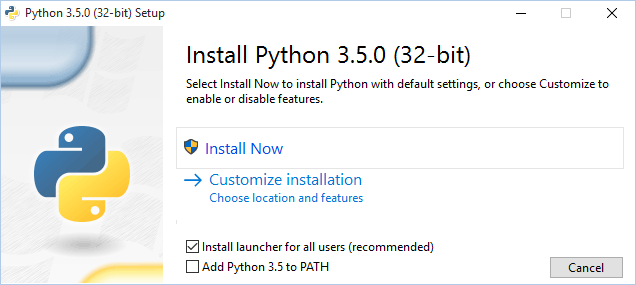 Python 3.5.0 (32-bit) Setup
Install Python 3.5.0 (32-bit)
Select Install Now to install Python with default settings, or choose Customize to
enable or disable features.
Install Now
Customize installation
Choose location and features
Install launcher for all users (recommended)
Add Python 3.5 to PATH
Cancel